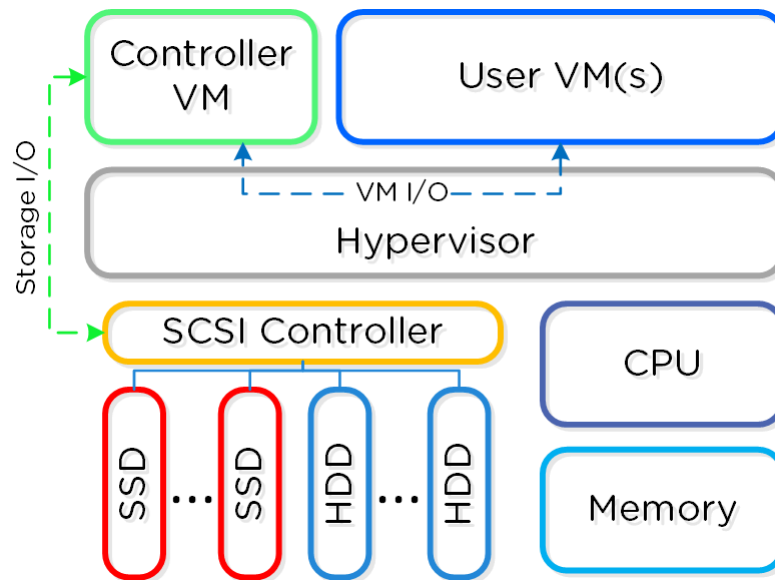 Controller
VM
User VM(s)
Storage I/O
VM I/O
Hypervisor
SCSI Controller
CPU
SSD
...
SSD
HDD
...
HDD
Memory